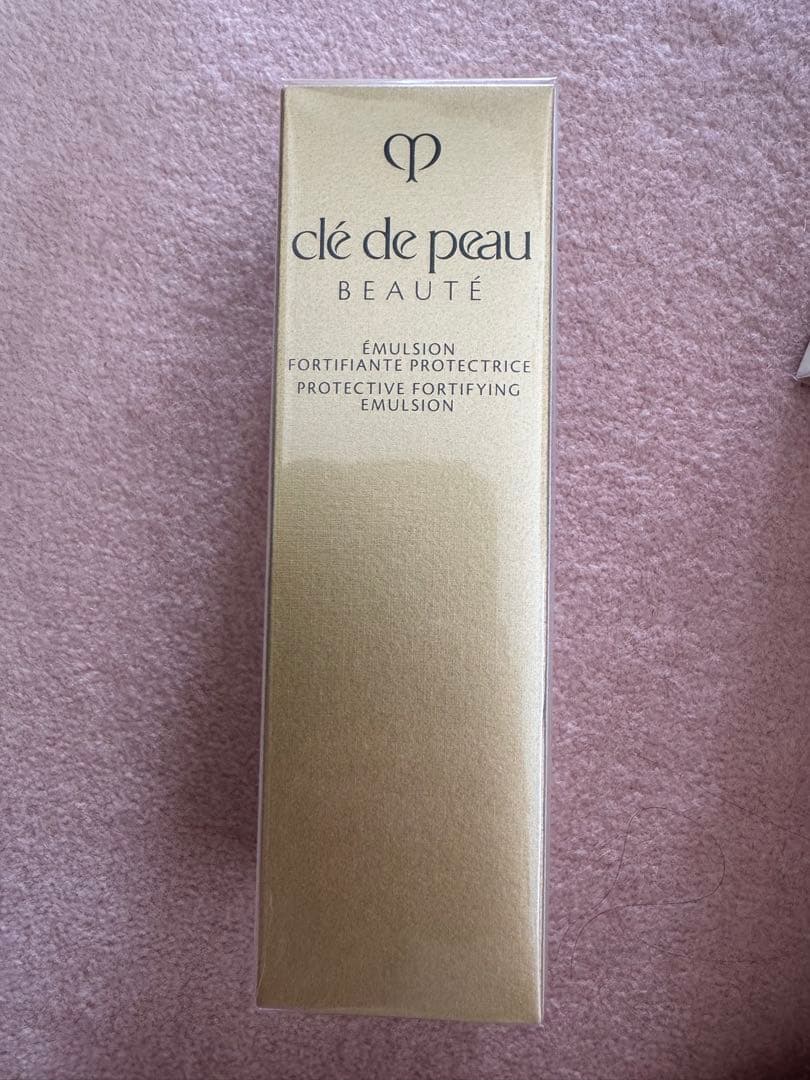 clé de peau
BEAUTÉ
ÉMULSION
FORTIFIANTE PROTECTRICE
PROTECTIVE FORTIFYING
EMULSION